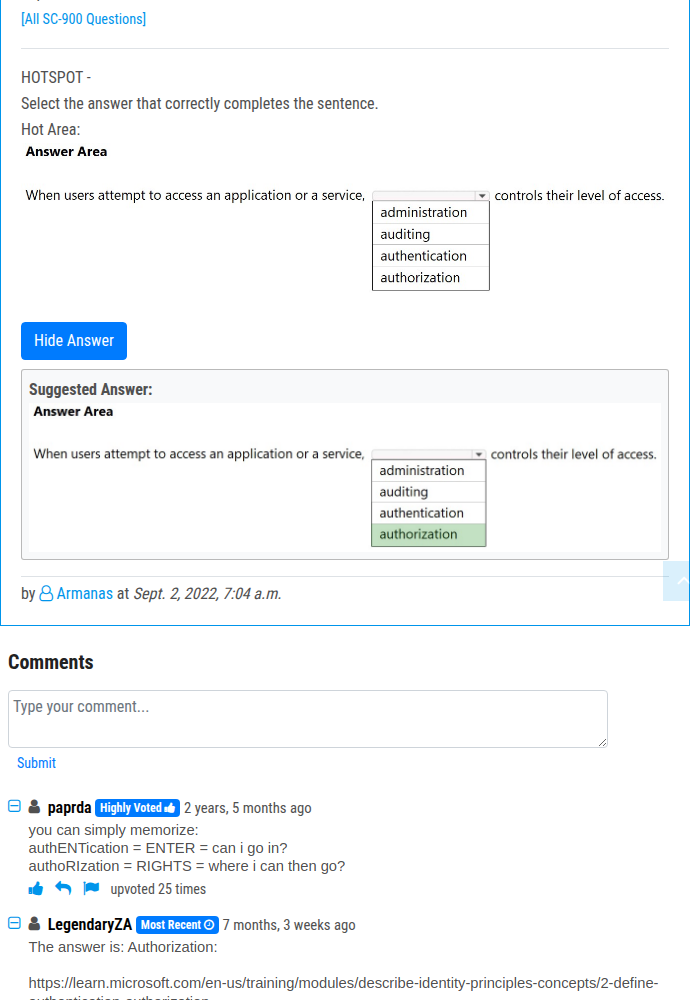 [All SC-900 Questions]
HOTSPOT -
Select the answer that correctly completes the sentence.
Hot Area:
Answer Area
When users attempt to access an application or a service, controls their level of access.
administration
auditing
authentication
authorization
Hide Answer
Suggested Answer:
Answer Area
When users attempt to access an application or a service, controls their level of access.
administration
auditing
authentication
authorization
by Armanas at Sept. 2, 2022, 7:04 a.m.
Comments
Type your comment...
Submit
paprda Highly Voted 2 years, 5 months ago
you can simply memorize:
authENTication = ENTER = can i go in?
authoRIzation = RIGHTS = where i can then go?
upvoted 25 times
LegendaryZA Most Recent 7 months, 3 weeks ago
The answer is: Authorization:
https://learn.microsoft.com/en-us/training/modules/describe-identity-principles-concepts/2-define-